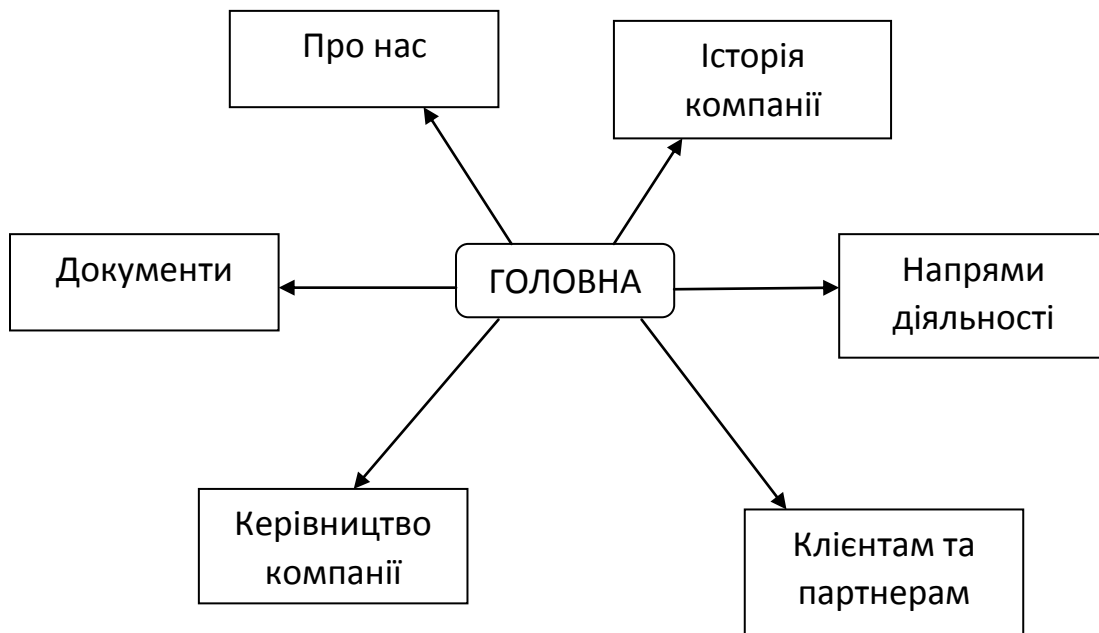 Про нас
Історія
компанії
Документи
ГОЛОВНА
Напрями
діяльності
Керівництво
компанії
Клієнтам та
партнерам